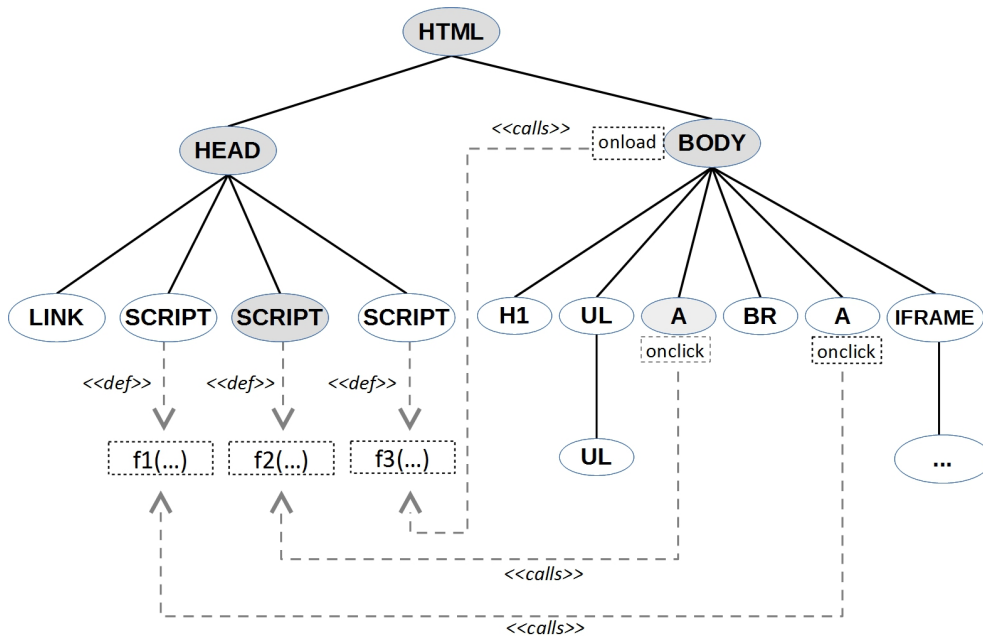 HTML
<<calls>>
onload
BODY
HEAD
LINK
SCRIPT
SCRIPT
SCRIPT
H1
UL
A
BR
A
IFRAME
onclick
onclick
<<def>>
<<def>>
<<def>>
f1(...)
f2(...)
f3(...)
UL
...
<<calls>>
<<calls>>